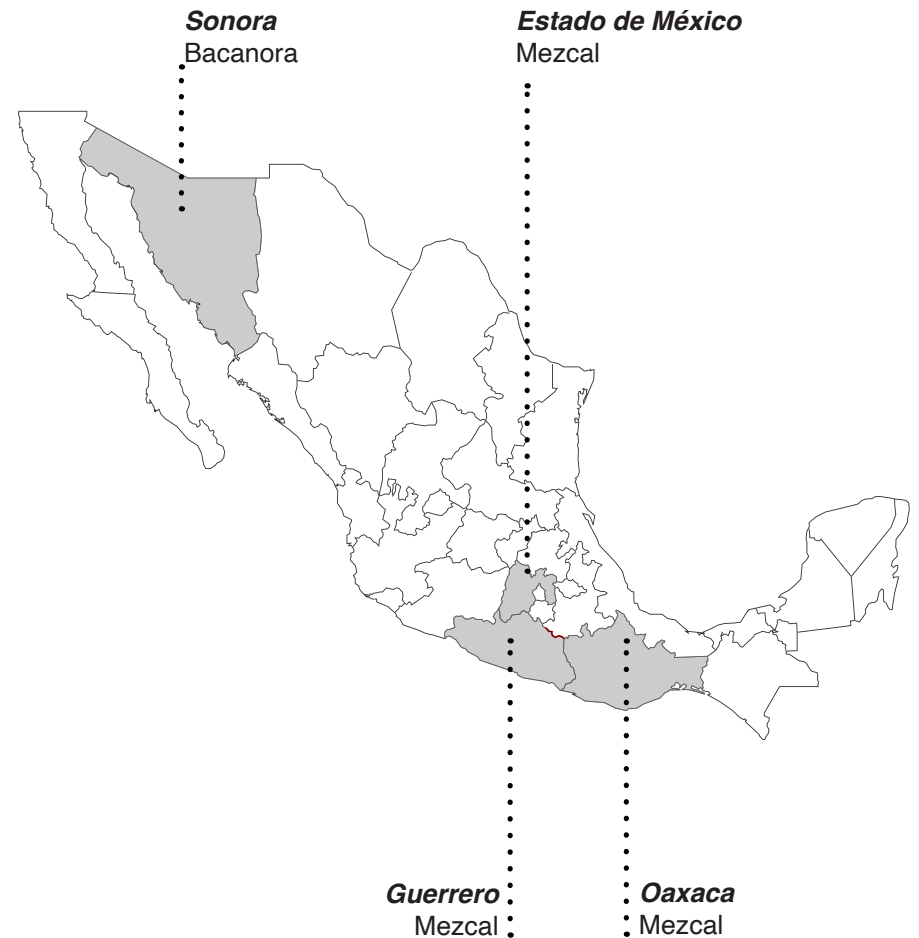 Sonora
Bacanora
Estado de México
Mezcal
Guerrero
Mezcal
Oaxaca
Mezcal